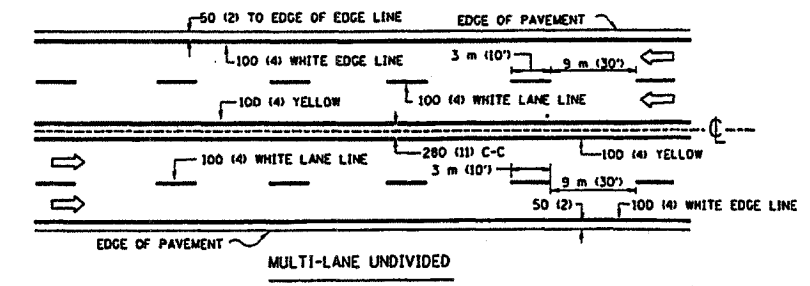 50 (2) TO EDGE OF EDGE LINE
EDGE OF PAVEMENT
100 (4) WHITE EDGE LINE
3 m (10')
9 m (30')
100 (4) YELLOW
100 (4) WHITE LANE LINE
℄
100 (4) WHITE LANE LINE
280 (11) C-C
100 (4) YELLOW
3 m (10')
9 m (30')
50 (2)
100 (4) WHITE EDGE LINE
EDGE OF PAVEMENT
MULTI-LANE UNDIVIDED